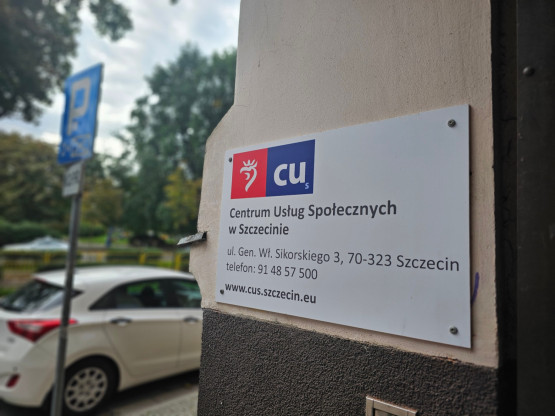 P
CUs
Centrum Usług Społecznych
w Szczecinie
ul. Gen. Wł. Sikorskiego 3, 70-323 Szczecin
telefon: 91 48 57 500
www.cus.szczecin.eu